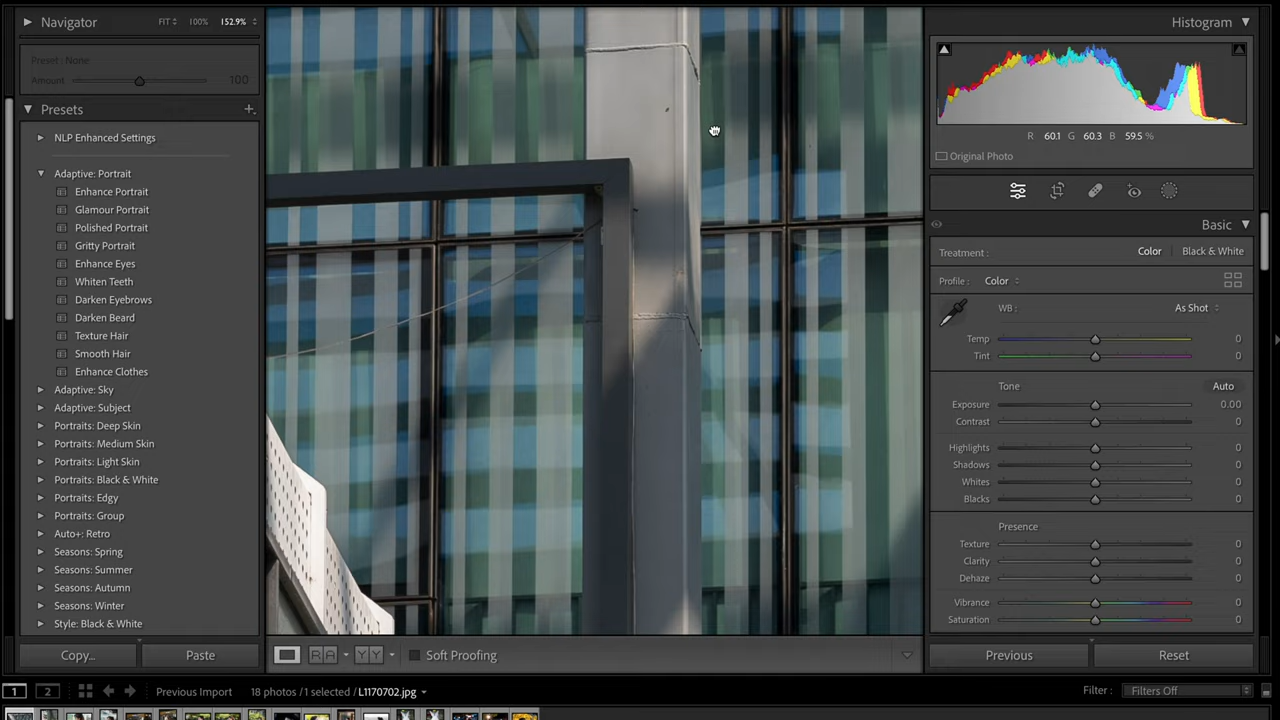 Navigator FIT 100% 152.9%
Preset: None
Amount 100
Presets
NLP Enhanced Settings
Adaptive: Portrait
Enhance Portrait
Glamour Portrait
Polished Portrait
Gritty Portrait
Enhance Eyes
Whiten Teeth
Darken Eyebrows
Darken Beard
Texture Hair
Smooth Hair
Enhance Clothes
Adaptive: Sky
Adaptive: Subject
Portraits: Deep Skin
Portraits: Medium Skin
Portraits: Light Skin
Portraits: Black & White
Portraits: Edgy
Portraits: Group
Auto+: Retro
Seasons: Spring
Seasons: Summer
Seasons: Autumn
Seasons: Winter
Style: Black & White
Copy... Paste
R A Y Y Soft Proofing
Histogram
R 60.1 G 60.3 B 59.5 %
Original Photo
Basic
Treatment : Color Black & White
Profile : Color
WB : As Shot
Temp 0
Tint 0
Tone Auto
Exposure 0.00
Contrast 0
Highlights 0
Shadows 0
Whites 0
Blacks 0
Presence
Texture 0
Clarity 0
Dehaze 0
Vibrance 0
Saturation 0
Previous Reset
1 2 Previous Import 18 photos / 1 selected / L1170702.jpg Filter : Filters Off